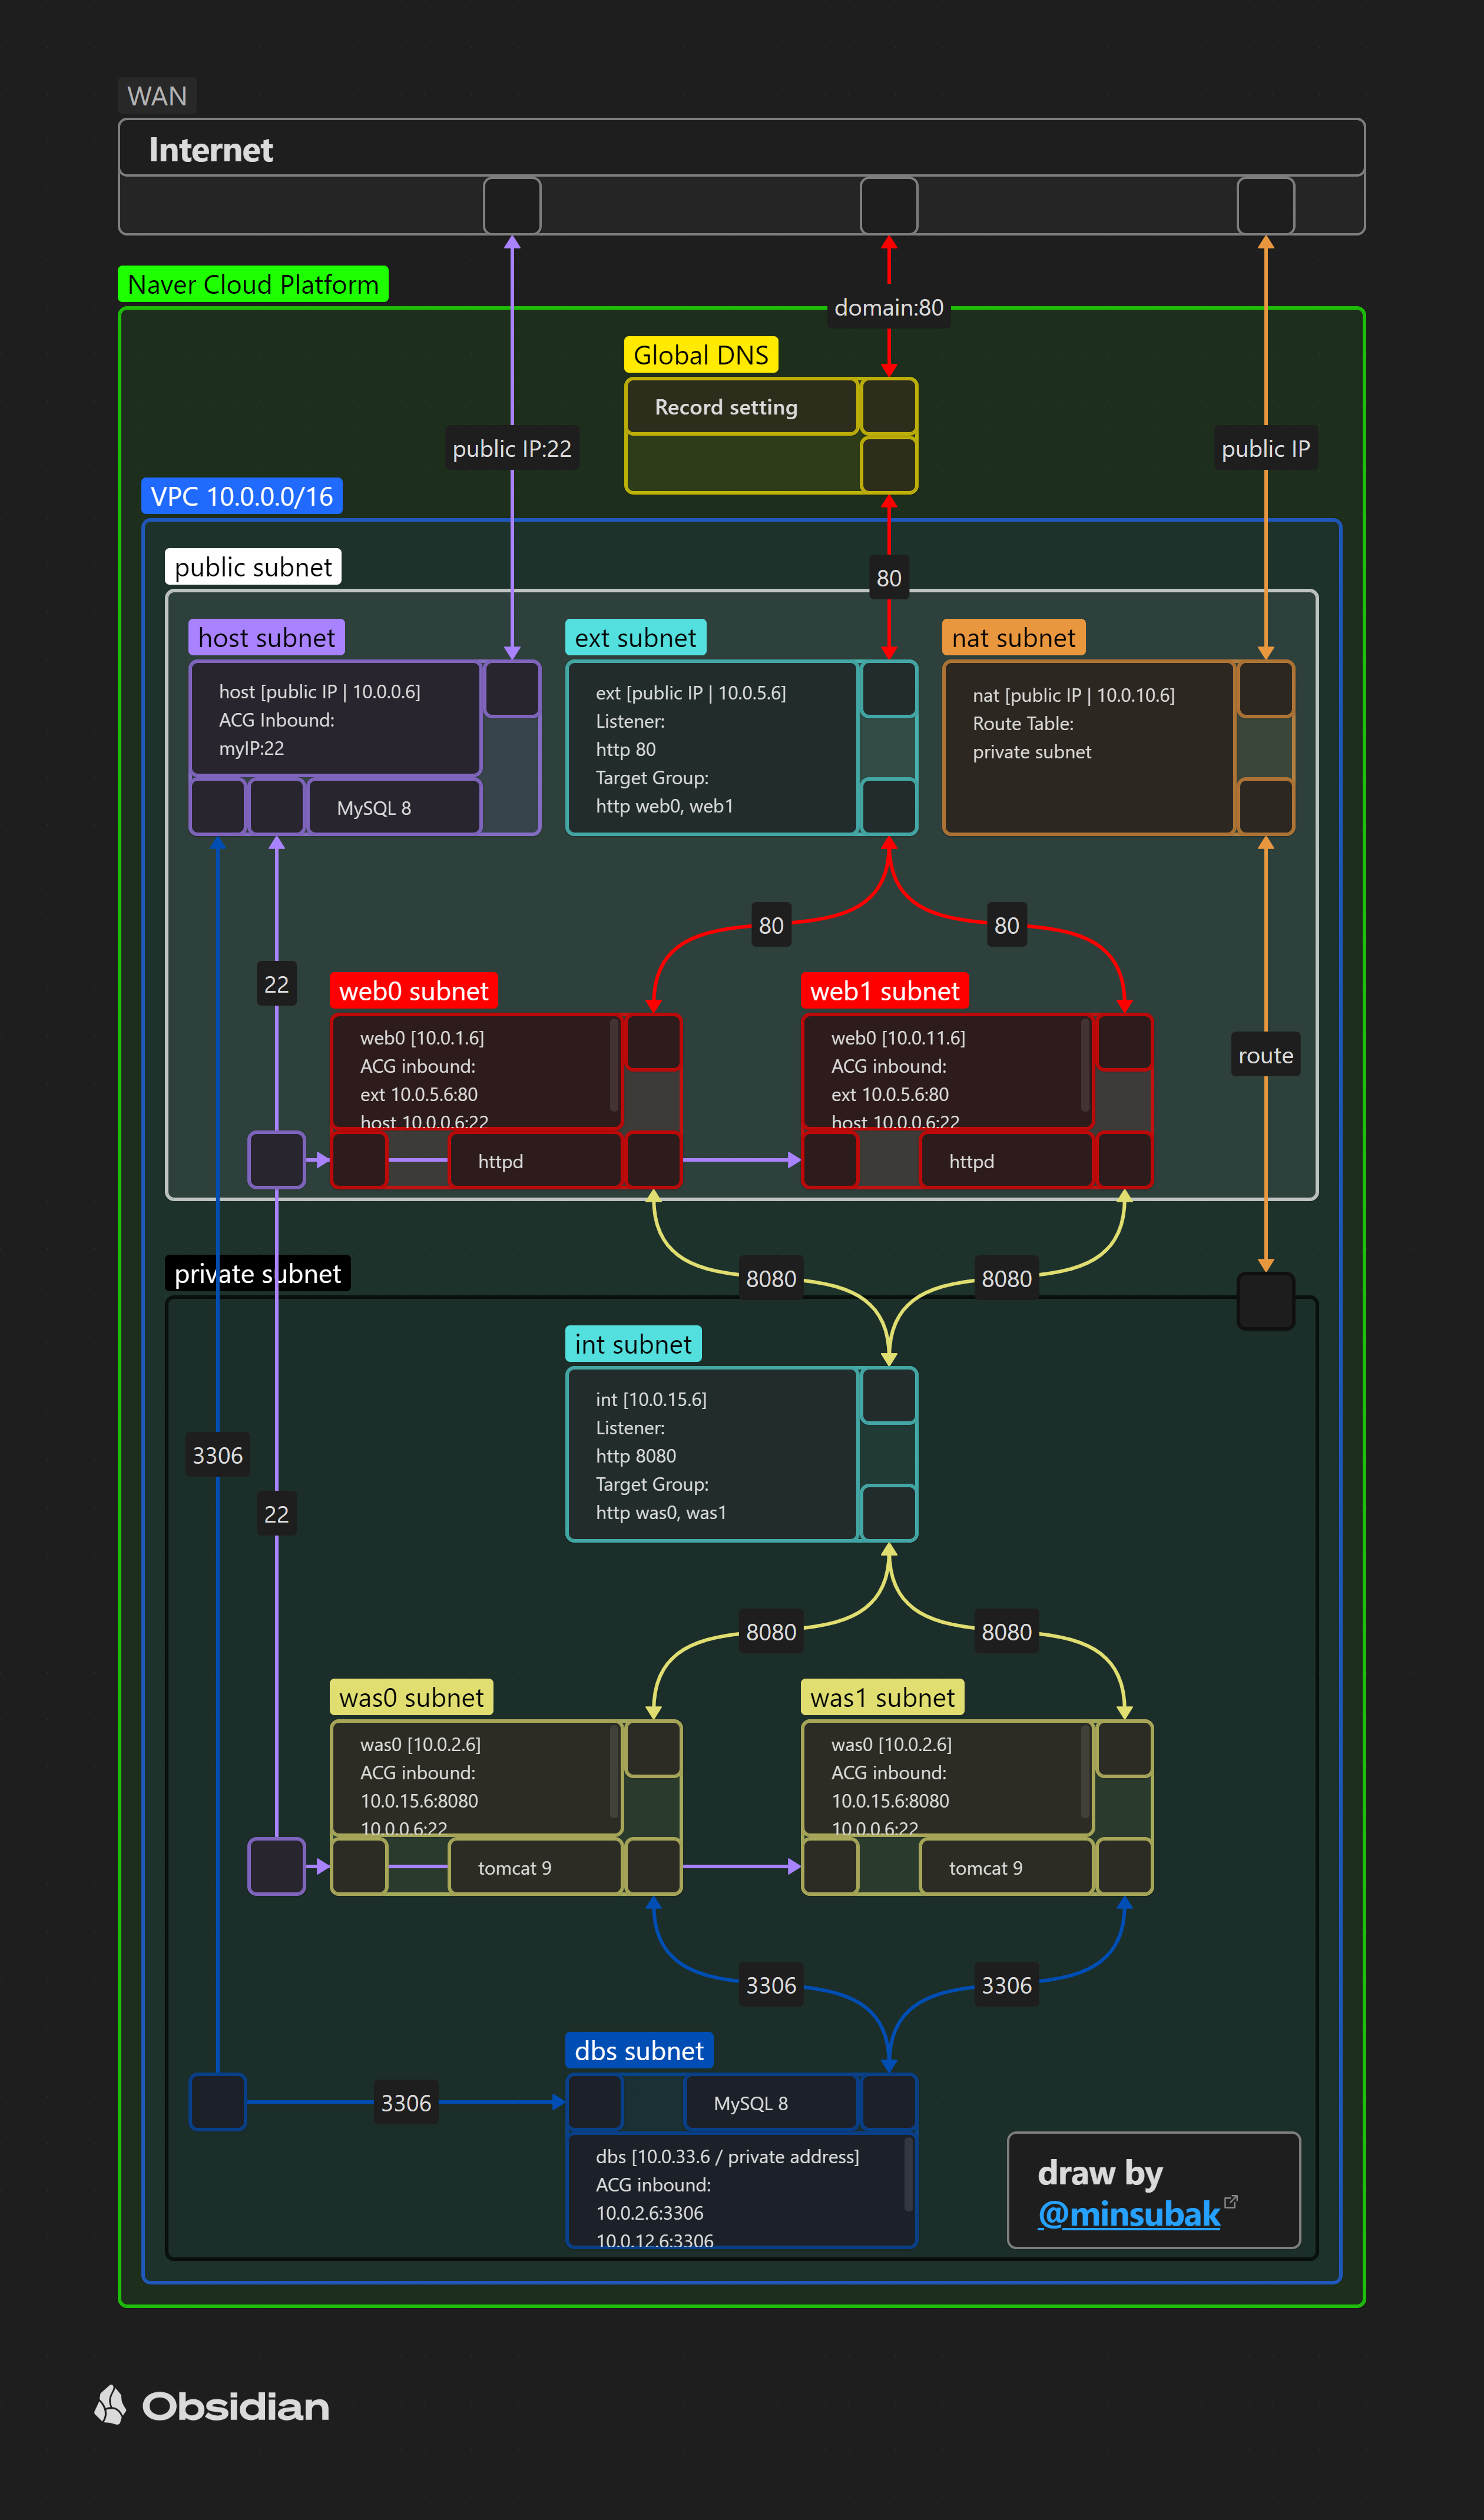 WAN
Internet
Naver Cloud Platform
domain:80
Global DNS
Record setting
public IP:22
public IP
VPC 10.0.0.0/16
public subnet
80
host subnet
host [public IP | 10.0.0.6]
ACG Inbound:
myIP:22
MySQL 8
ext subnet
ext [public IP | 10.0.5.6]
Listener:
http 80
Target Group:
http web0, web1
nat subnet
nat [public IP | 10.0.10.6]
Route Table:
private subnet
80
80
22
web0 subnet
web0 [10.0.1.6]
ACG inbound:
ext 10.0.5.6:80
host 10.0.0.6:22
httpd
web1 subnet
web0 [10.0.11.6]
ACG inbound:
ext 10.0.5.6:80
host 10.0.0.6:22
httpd
route
private subnet
8080
8080
int subnet
int [10.0.15.6]
Listener:
http 8080
Target Group:
http was0, was1
3306
22
8080
8080
was0 subnet
was0 [10.0.2.6]
ACG inbound:
10.0.15.6:8080
10.0.0.6:22
tomcat 9
was1 subnet
was0 [10.0.2.6]
ACG inbound:
10.0.15.6:8080
10.0.0.6:22
tomcat 9
3306
3306
dbs subnet
3306
MySQL 8
dbs [10.0.33.6 / private address]
ACG inbound:
10.0.2.6:3306
10.0.12.6:3306
draw by
@minsubak
Obsidian